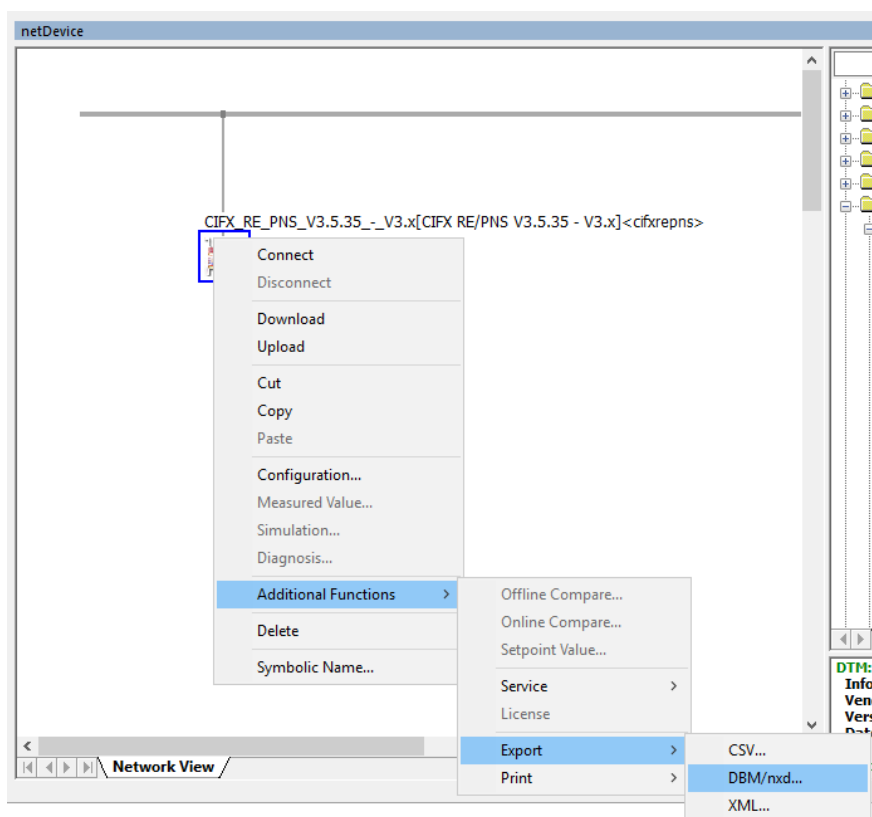 netDevice
CIFX_RE_PNS_V3.5.35_-_V3.x[CIFX RE/PNS V3.5.35 - V3.x]<cifxrepns>
Connect
Disconnect
Download
Upload
Cut
Copy
Paste
Configuration...
Measured Value...
Simulation...
Diagnosis...
Additional Functions
Delete
Symbolic Name...
Offline Compare...
Online Compare...
Setpoint Value...
Service
License
Export
Print
CSV...
DBM/nxd...
XML...
Network View
DTM: